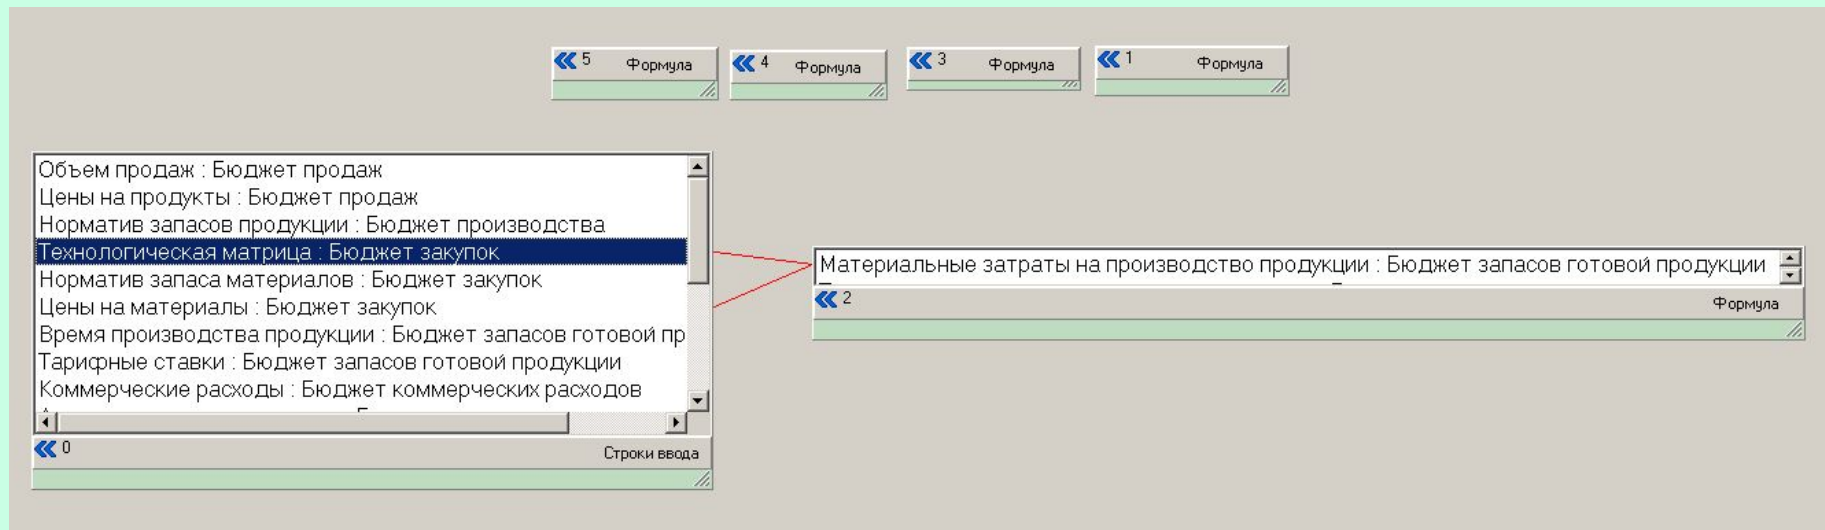 5 Формула
4 Формула
3 Формула
1 Формула
Объем продаж : Бюджет продаж
Цены на продукты : Бюджет продаж
Норматив запасов продукции : Бюджет производства
Технологическая матрица : Бюджет закупок
Норматив запаса материалов : Бюджет закупок
Цены на материалы : Бюджет закупок
Время производства продукции : Бюджет запасов готовой пр
Тарифные ставки : Бюджет запасов готовой продукции
Коммерческие расходы : Бюджет коммерческих расходов
0 Строки ввода
Материальные затраты на производство продукции : Бюджет запасов готовой продукции
2 Формула